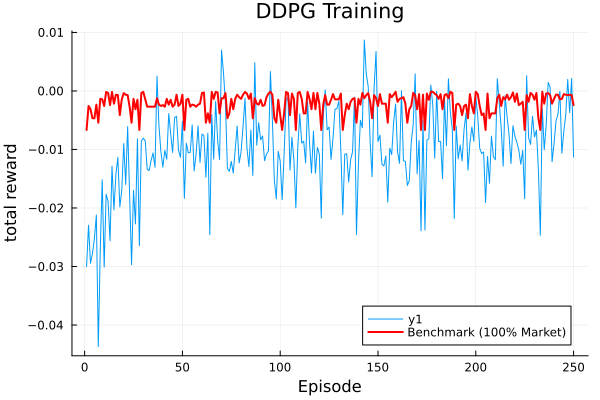 DDPG Training
total reward
0.01
0.00
−0.01
−0.02
−0.03
−0.04
0
50
100
150
200
250
Episode
y1
Benchmark (100% Market)